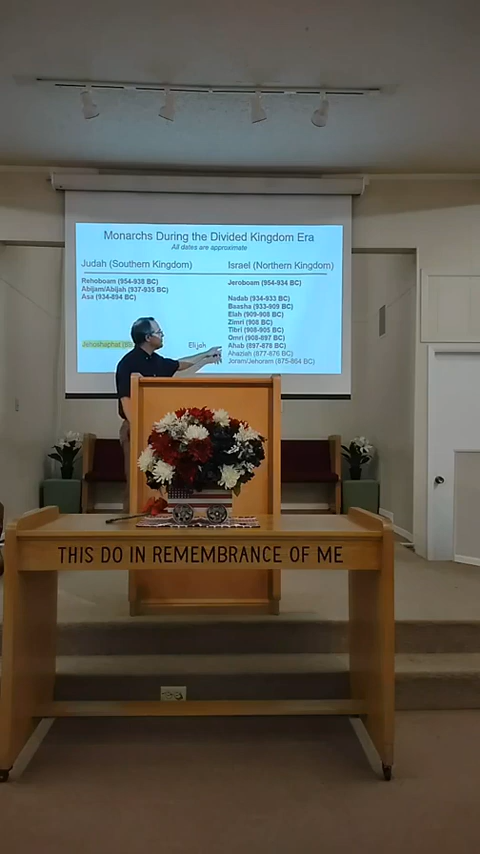 Monarchs During the Divided Kingdom Era
All dates are approximate
Judah (Southern Kingdom)
Israel (Northern Kingdom)
Rehoboam (954-938 BC)
Abijam/Abijah (937-935 BC)
Asa (934-894 BC)
Jehoshaphat
Elijah
Jeroboam (954-934 BC)
Nadab (934-933 BC)
Baasha (933-909 BC)
Elah (909-908 BC)
Zimri (908 BC)
Tibri (908-905 BC)
Omri (908-897 BC)
Ahab (897-878 BC)
Ahaziah (877-876 BC)
Joram/Jehoram (875-864 BC)
THIS DO IN REMEMBRANCE OF ME